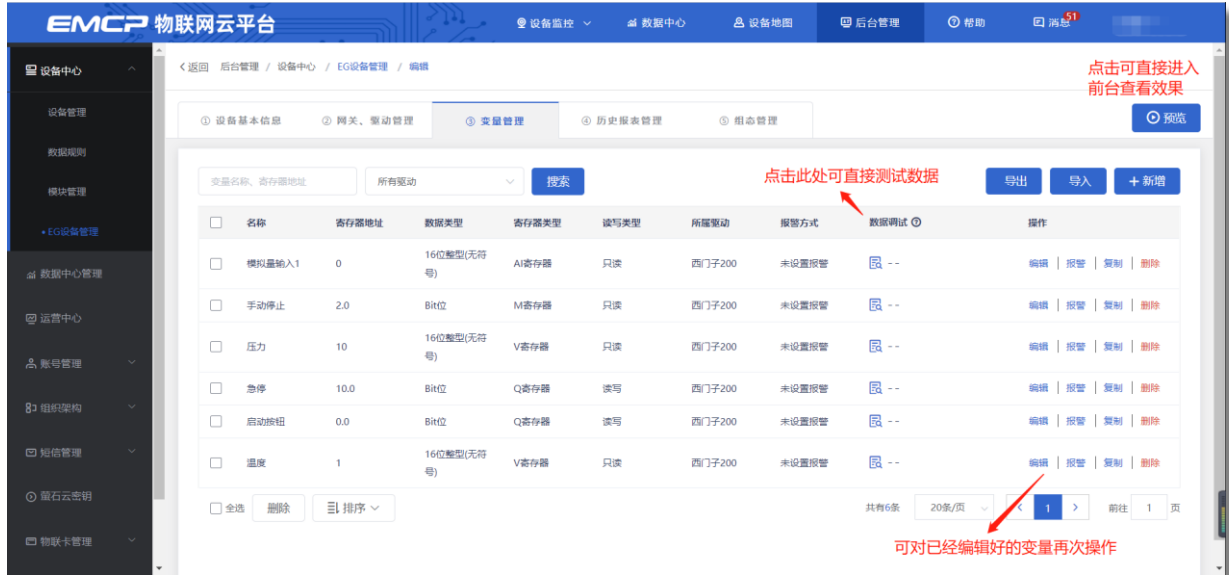 EMCP 物联网云平台
设备监控 数据中心 设备地图 后台管理 帮助 消息 51
设备中心
<返回 后台管理 / 设备中心 / EG设备管理 / 编辑
点击可直接进入
前台查看效果
设备管理
① 设备基本信息 ② 网关、驱动管理 ③ 变量管理 ④ 历史报表管理 ⑤ 组态管理
预览
数据规则
模块管理
变量名称、寄存器地址 所有驱动 搜索
点击此处可直接测试数据
导出 导入 +新增
•EG设备管理
名称 寄存器地址 数据类型 寄存器类型 读写类型 所属驱动 报警方式 数据调试 操作
模拟量输入1 0 16位整型(无符 AI寄存器 只读 西门子200 未设置报警 -- 编辑 | 报警 | 复制 | 删除
号)
数据中心管理
手动停止 2.0 Bit位 M寄存器 只读 西门子200 未设置报警 -- 编辑 | 报警 | 复制 | 删除
运营中心
压力 10 16位整型(无符 V寄存器 只读 西门子200 未设置报警 -- 编辑 | 报警 | 复制 | 删除
号)
账号管理
急停 10.0 Bit位 Q寄存器 读写 西门子200 未设置报警 -- 编辑 | 报警 | 复制 | 删除
组织架构
启动按钮 0.0 Bit位 Q寄存器 读写 西门子200 未设置报警 -- 编辑 | 报警 | 复制 | 删除
短信管理
温度 1 16位整型(无符 V寄存器 只读 西门子200 未设置报警 -- 编辑 | 报警 | 复制 | 删除
号)
萤石云密钥
全选 删除 排序 共有6条 20条/页 < 1 > 前往 1 页
物联卡管理
可对已经编辑好的变量再次操作